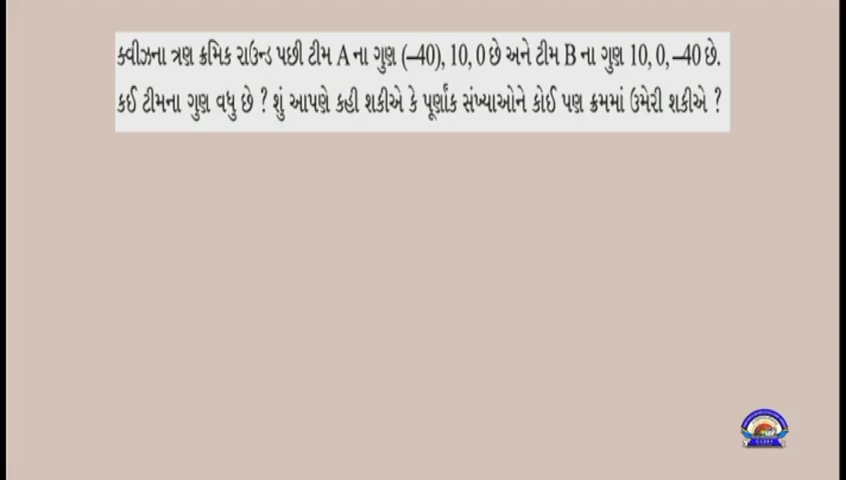 ક્વીઝના ત્રણ ક્રમિક રાઉન્ડ પછી ટીમ A ના ગુણ (–40), 10, 0 છે અને ટીમ B ના ગુણ 10, 0, –40 છે.
કઈ ટીમના ગુણ વધુ છે ? શું આપણે કહી શકીએ કે પૂર્ણાંક સંખ્યાઓને કોઈ પણ ક્રમમાં ઉમેરી શકીએ ?